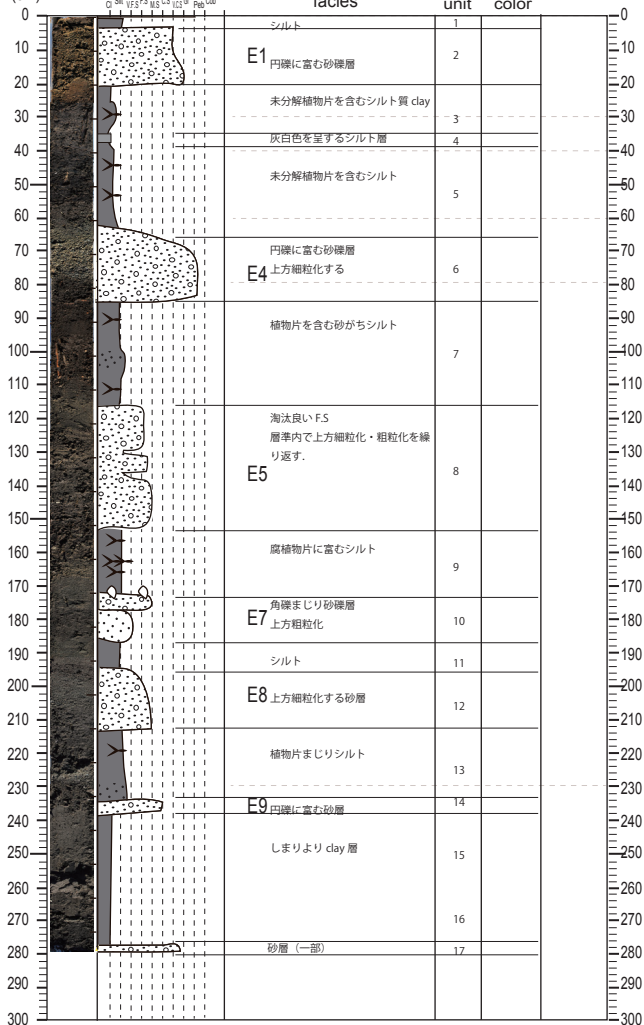 facies unit color
Cl Silt V.F.S F.S M.S C.S V.C.S Gr Peb Cob
シルト 1
E1 円礫に富む砂礫層 2
未分解植物片を含むシルト質 clay 3
灰白色を呈するシルト層 4
未分解植物片を含むシルト 5
円礫に富む砂礫層
E4 上方細粒化する 6
植物片を含む砂がちシルト 7
淘汰良い F.S
層準内で上方細粒化・粗粒化を繰
り返す.
E5 8
腐植物片に富むシルト 9
角礫まじり砂礫層
E7 上方粗粒化 10
シルト 11
E8 上方細粒化する砂層 12
植物片まじりシルト 13
E9 円礫に富む砂層 14
しまりより clay 層 15
16
砂層（一部） 17
0 0
10 10
20 20
30 30
40 40
50 50
60 60
70 70
80 80
90 90
100 100
110 110
120 120
130 130
140 140
150 150
160 160
170 170
180 180
190 190
200 200
210 210
220 220
230 230
240 240
250 250
260 260
270 270
280 280
290 290
300 300